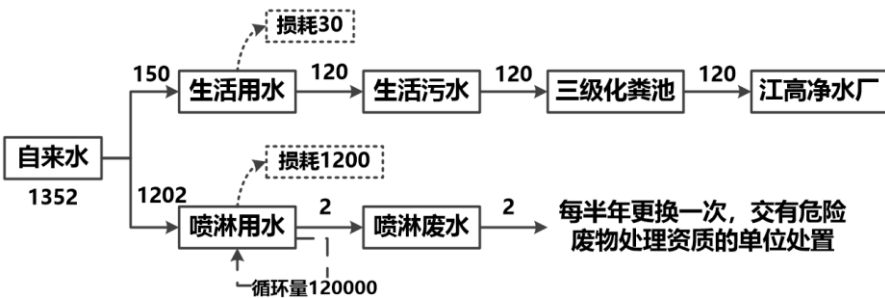 损耗30
150
生活用水
120
生活污水
120
三级化粪池
120
江高净水厂
自来水
1352
损耗1200
1202
喷淋用水
2
喷淋废水
2
每半年更换一次，交有危险
废物处理资质的单位处置
循环量120000